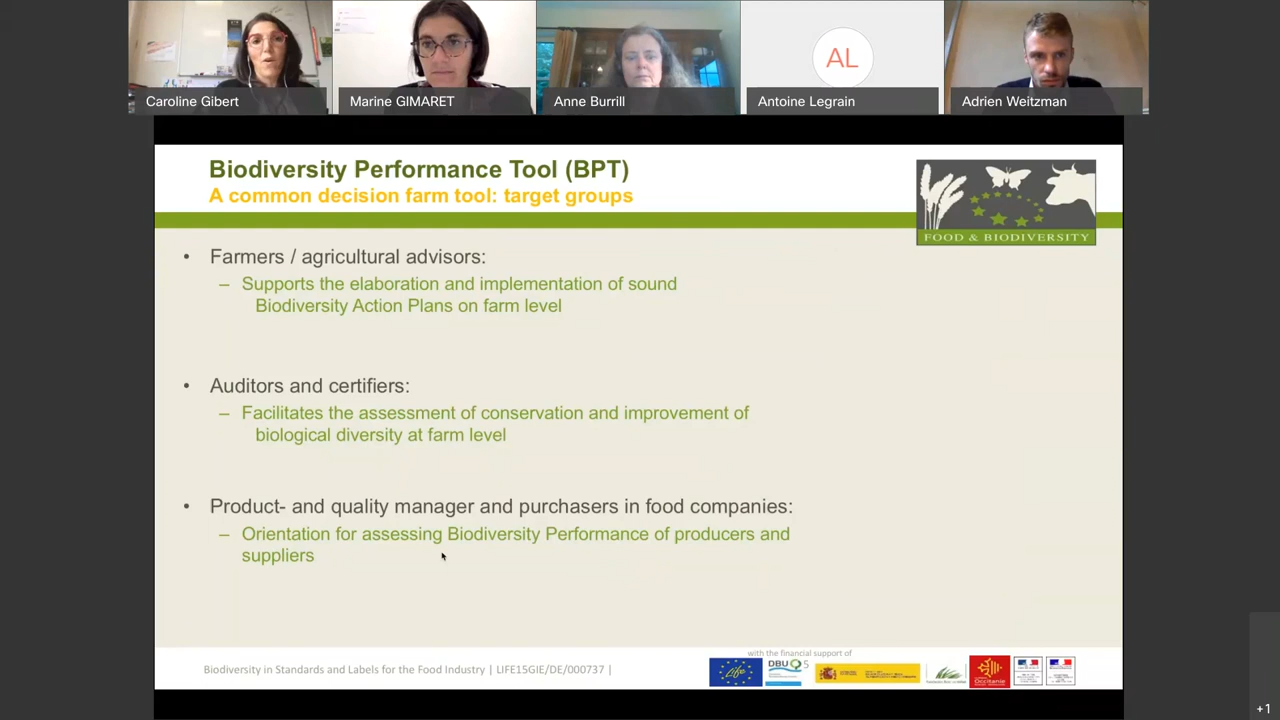 Caroline Gibert
Marine GIMARET
Anne Burrill
AL
Antoine Legrain
Adrien Weitzman
Biodiversity Performance Tool (BPT)
A common decision farm tool: target groups
FOOD & BIODIVERSITY
• Farmers / agricultural advisors:
– Supports the elaboration and implementation of sound
Biodiversity Action Plans on farm level
• Auditors and certifiers:
– Facilitates the assessment of conservation and improvement of
biological diversity at farm level
• Product- and quality manager and purchasers in food companies:
– Orientation for assessing Biodiversity Performance of producers and
suppliers
with the financial support of
Biodiversity in Standards and Labels for the Food Industry | LIFE15GIE/DE/000737 |
Life
DBU
5
Occitanie
+1